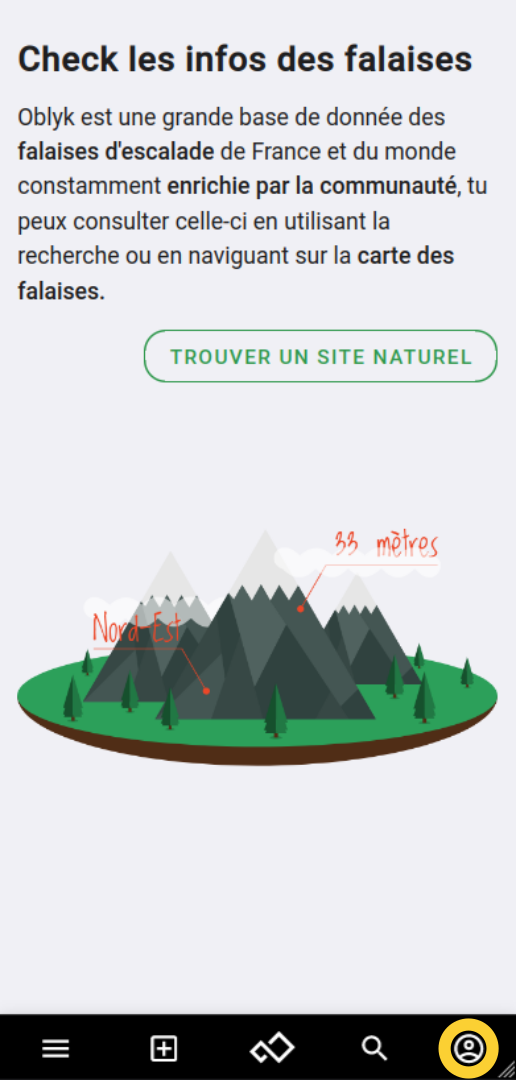 Check les infos des falaises
Oblyk est une grande base de donnée des
falaises d'escalade de France et du monde
constamment enrichie par la communauté, tu
peux consulter celle-ci en utilisant la
recherche ou en naviguant sur la carte des
falaises.
TROUVER UN SITE NATUREL
33 mètres
Nord-Est